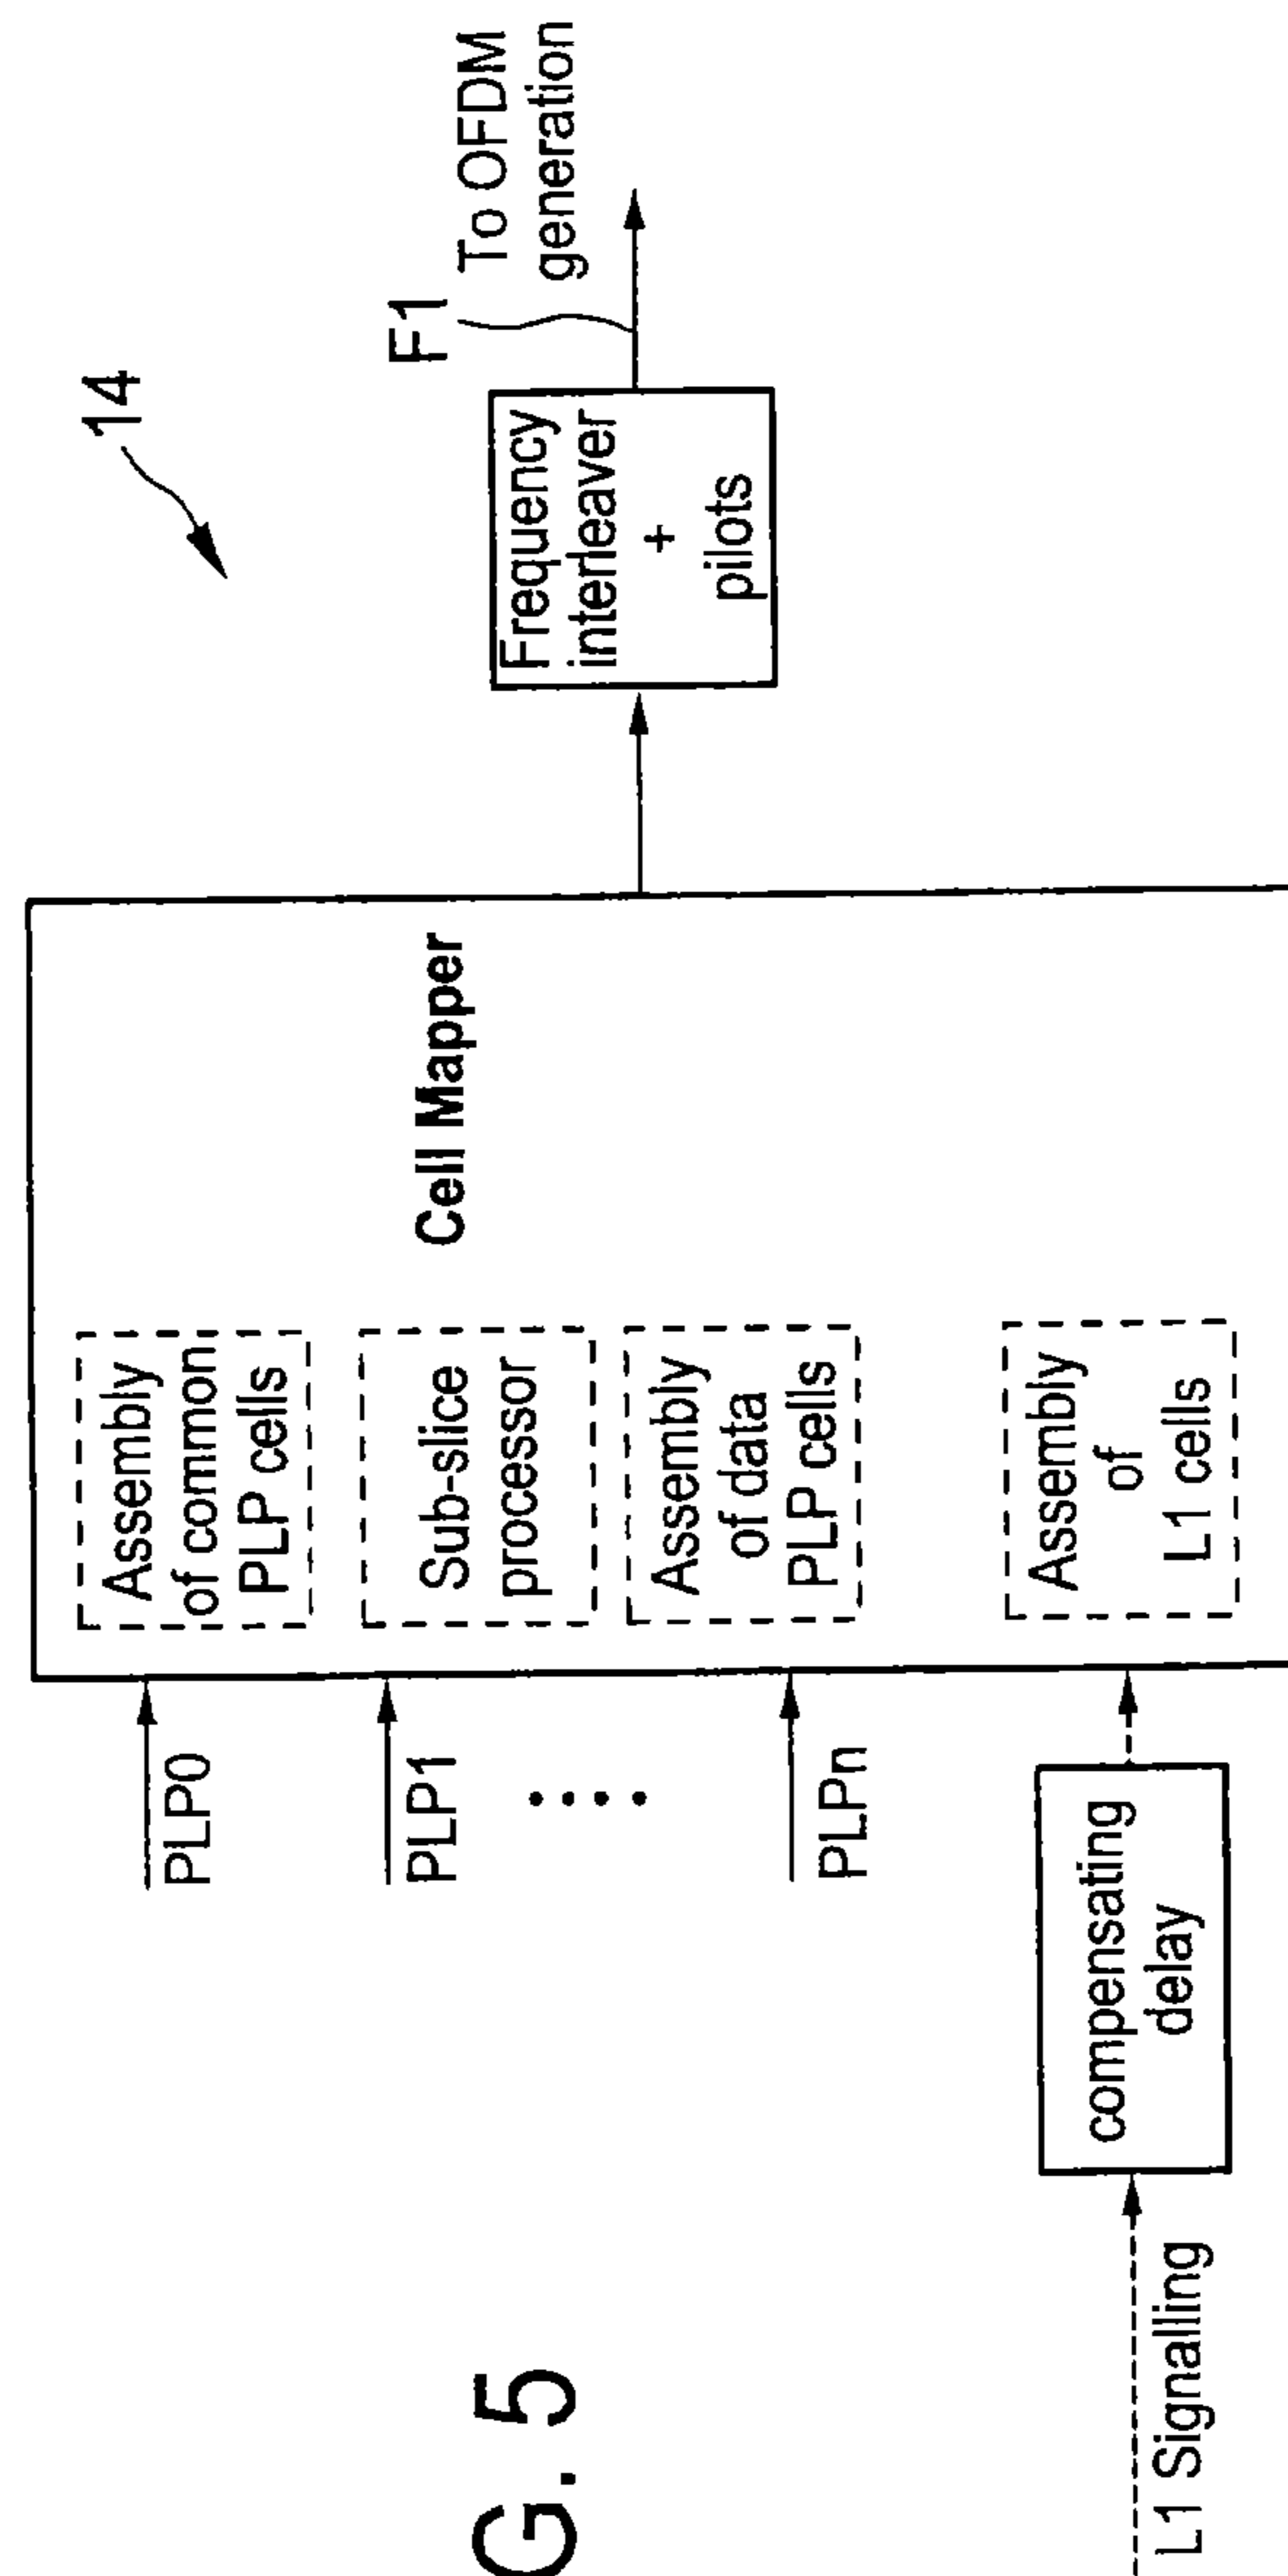 G. 5
14
PLP0
PLP1
PLPn
L1 Signalling
compensating
delay
Assembly
of common
PLP cells
Sub-slice
processor
Assembly
of data
PLP cells
Assembly
of
L1 cells
Cell Mapper
Frequency
interleaver
+
pilots
F1
To OFDM
generation